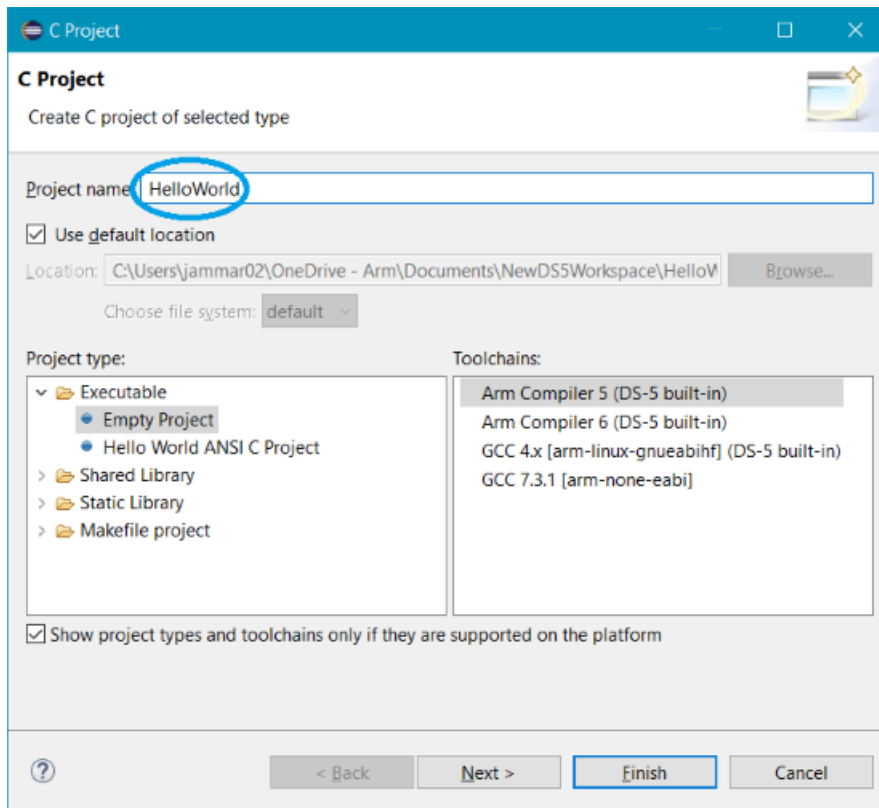 C Project
C Project
Create C project of selected type
Project name HelloWorld
Use default location
Location: C:\Users\jammar02\OneDrive - Arm\Documents\NewDS5Workspace\HelloW Browse...
Choose file system: default
Project type: Toolchains:
Executable Arm Compiler 5 (DS-5 built-in)
Empty Project Arm Compiler 6 (DS-5 built-in)
Hello World ANSI C Project GCC 4.x [arm-linux-gnueabihf] (DS-5 built-in)
Shared Library GCC 7.3.1 [arm-none-eabi]
Static Library
Makefile project
Show project types and toolchains only if they are supported on the platform
? < Back Next > Finish Cancel